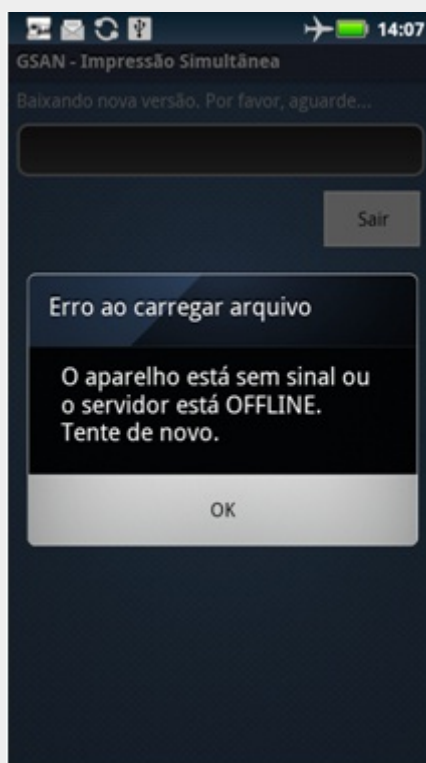 14:07
GSAN - Impressão Simultânea
Baixando nova versão. Por favor, aguarde...
Sair
Erro ao carregar arquivo
O aparelho está sem sinal ou
o servidor está OFFLINE.
Tente de novo.
OK